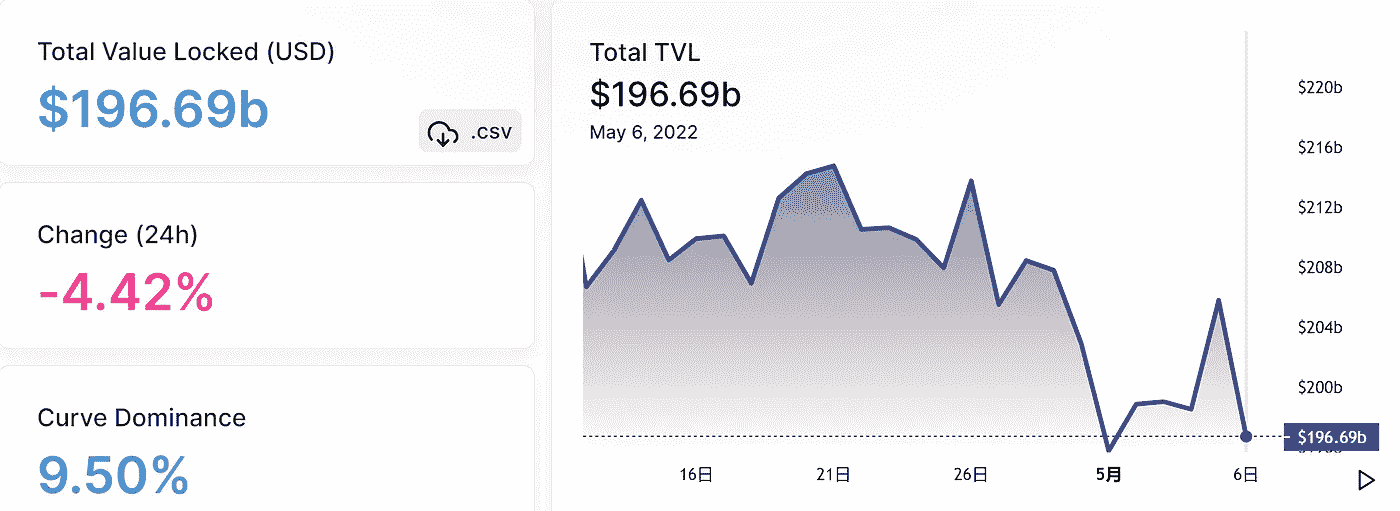 Total Value Locked (USD)
$196.69b
.csv
Change (24h)
-4.42%
Curve Dominance
9.50%
Total TVL
$196.69b
May 6, 2022
$220b
$216b
$212b
$208b
$204b
$200b
$196.69b
16日
21日
26日
5月
6日